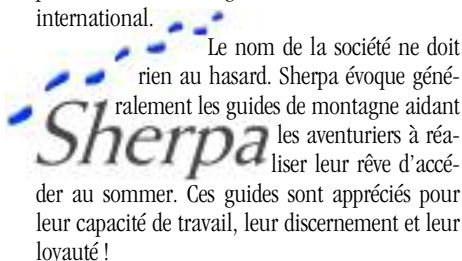 international.
Le nom de la société ne doit
rien au hasard. Sherpa évoque géné-
ralement les guides de montagne aidant
Sherpa
les aventuriers à réa-
liser leur rêve d'accé-
der au sommer. Ces guides sont appréciés pour
leur capacité de travail, leur discernement et leur
loyauté !